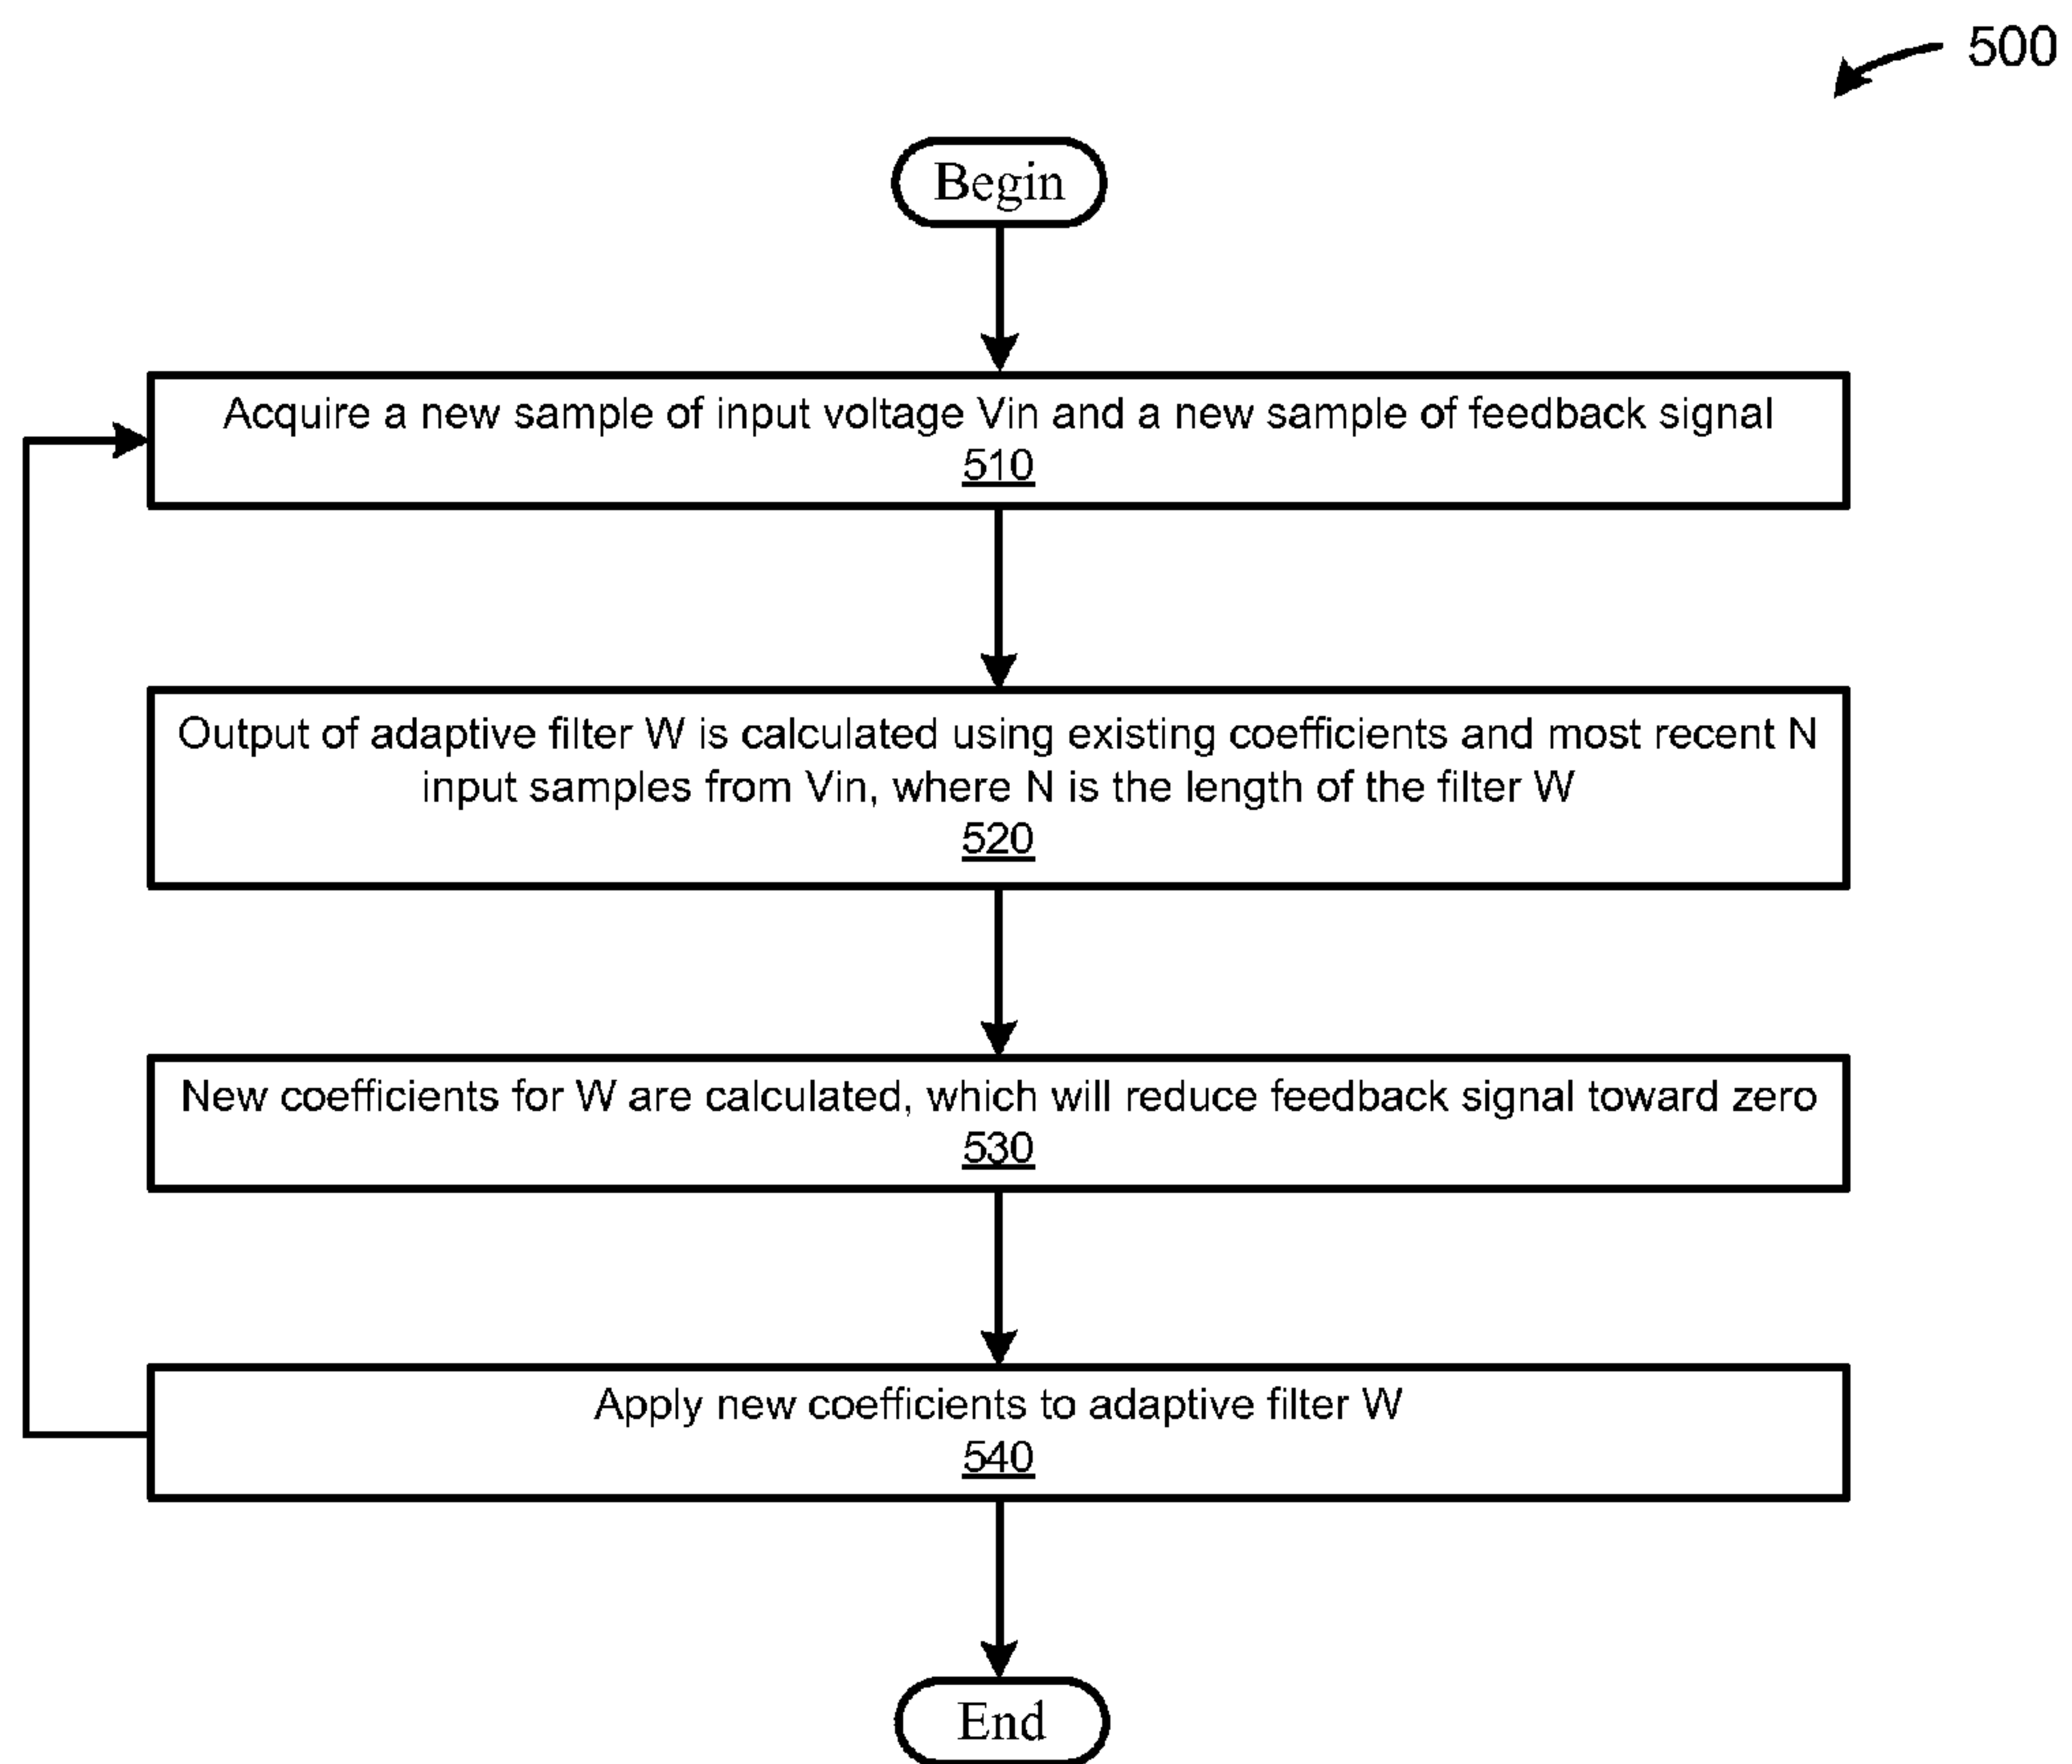 500
Begin
Acquire a new sample of input voltage Vin and a new sample of feedback signal
510
Output of adaptive filter W is calculated using existing coefficients and most recent N
input samples from Vin, where N is the length of the filter W
520
New coefficients for W are calculated, which will reduce feedback signal toward zero
530
Apply new coefficients to adaptive filter W
540
End